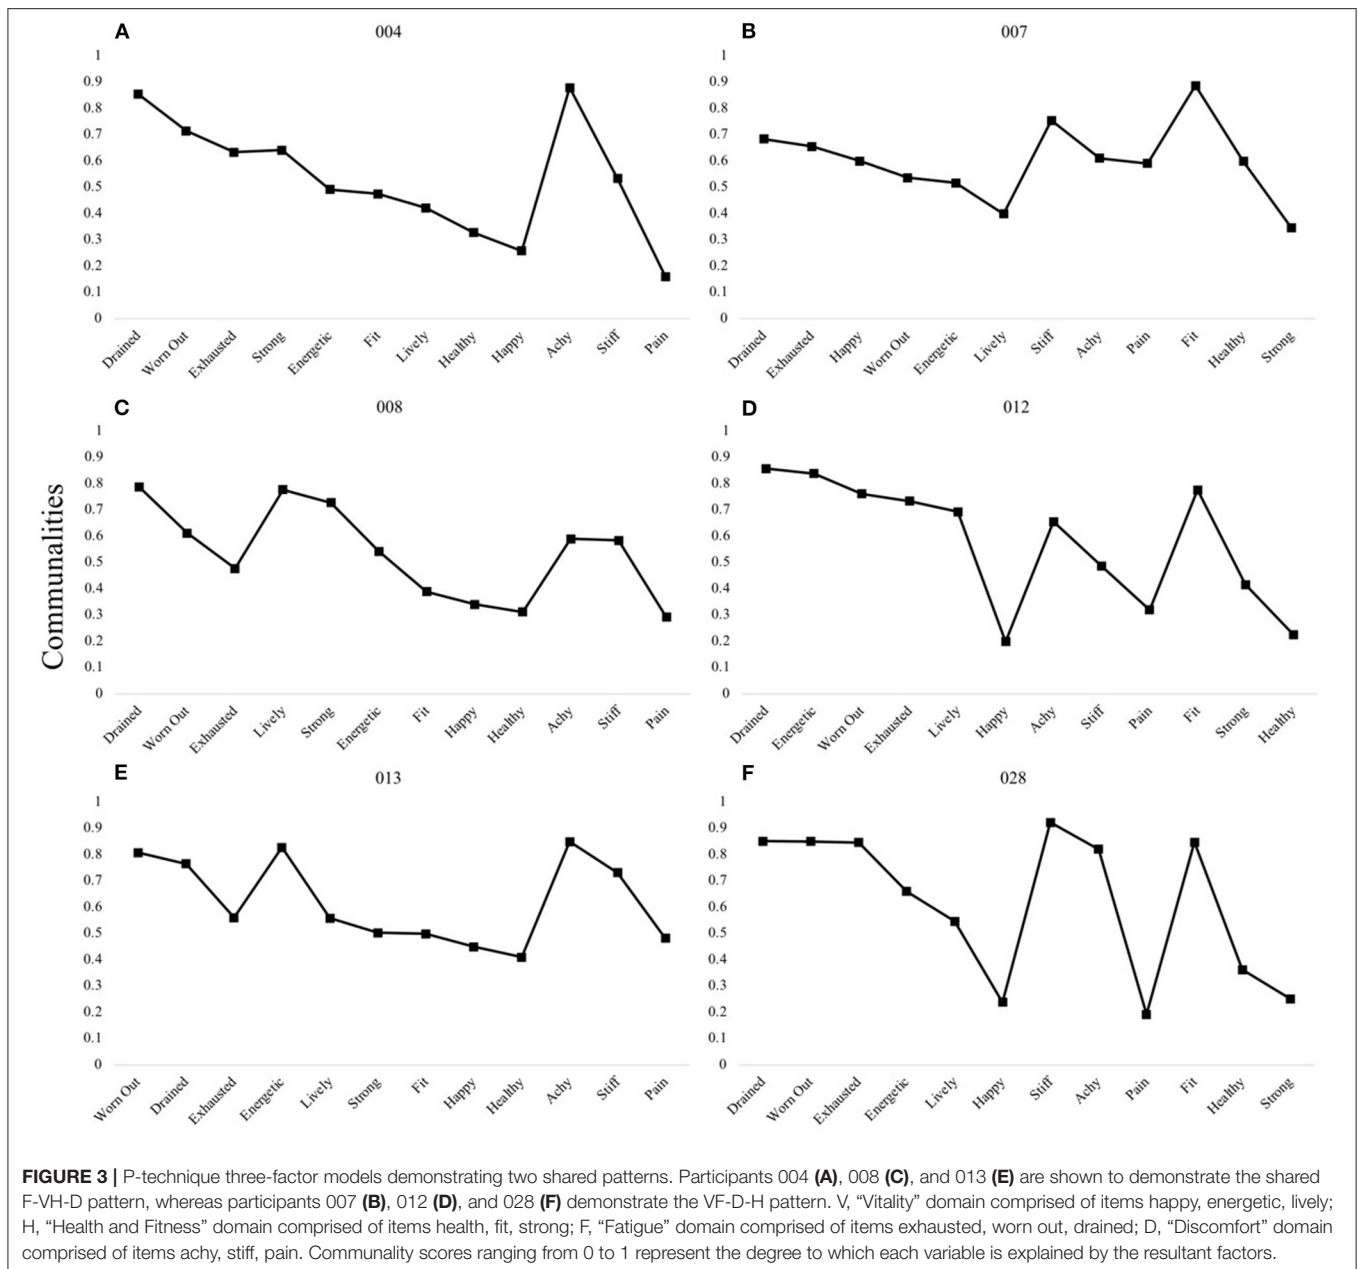 A
004
1
0.9
0.8
0.7
0.6
0.5
0.4
0.3
0.2
0.1
0
Drained
Worn Out
Exhausted
Strong
Energetic
Fit
Lively
Healthy
Happy
Achy
Stiff
Pain
B
007
1
0.9
0.8
0.7
0.6
0.5
0.4
0.3
0.2
0.1
0
Drained
Exhausted
Happy
Worn Out
Energetic
Lively
Stiff
Achy
Pain
Fit
Healthy
Strong
Communalities
C
008
1
0.9
0.8
0.7
0.6
0.5
0.4
0.3
0.2
0.1
0
Drained
Worn Out
Exhausted
Lively
Strong
Energetic
Fit
Happy
Healthy
Achy
Stiff
Pain
D
012
1
0.9
0.8
0.7
0.6
0.5
0.4
0.3
0.2
0.1
0
Drained
Energetic
Worn Out
Exhausted
Lively
Happy
Achy
Stiff
Pain
Fit
Strong
Healthy
E
013
1
0.9
0.8
0.7
0.6
0.5
0.4
0.3
0.2
0.1
0
Worn Out
Drained
Exhausted
Energetic
Lively
Strong
Fit
Happy
Healthy
Achy
Stiff
Pain
F
028
1
0.9
0.8
0.7
0.6
0.5
0.4
0.3
0.2
0.1
0
Drained
Worn Out
Exhausted
Energetic
Lively
Happy
Stiff
Achy
Pain
Fit
Healthy
Strong
FIGURE 3 | P-technique three-factor models demonstrating two shared patterns. Participants 004 (A), 008 (C), and 013 (E) are shown to demonstrate the shared
F-VH-D pattern, whereas participants 007 (B), 012 (D), and 028 (F) demonstrate the VF-D-H pattern. V, “Vitality” domain comprised of items happy, energetic, lively;
H, “Health and Fitness” domain comprised of items health, fit, strong; F, “Fatigue” domain comprised of items exhausted, worn out, drained; D, “Discomfort” domain
comprised of items achy, stiff, pain. Communality scores ranging from 0 to 1 represent the degree to which each variable is explained by the resultant factors.